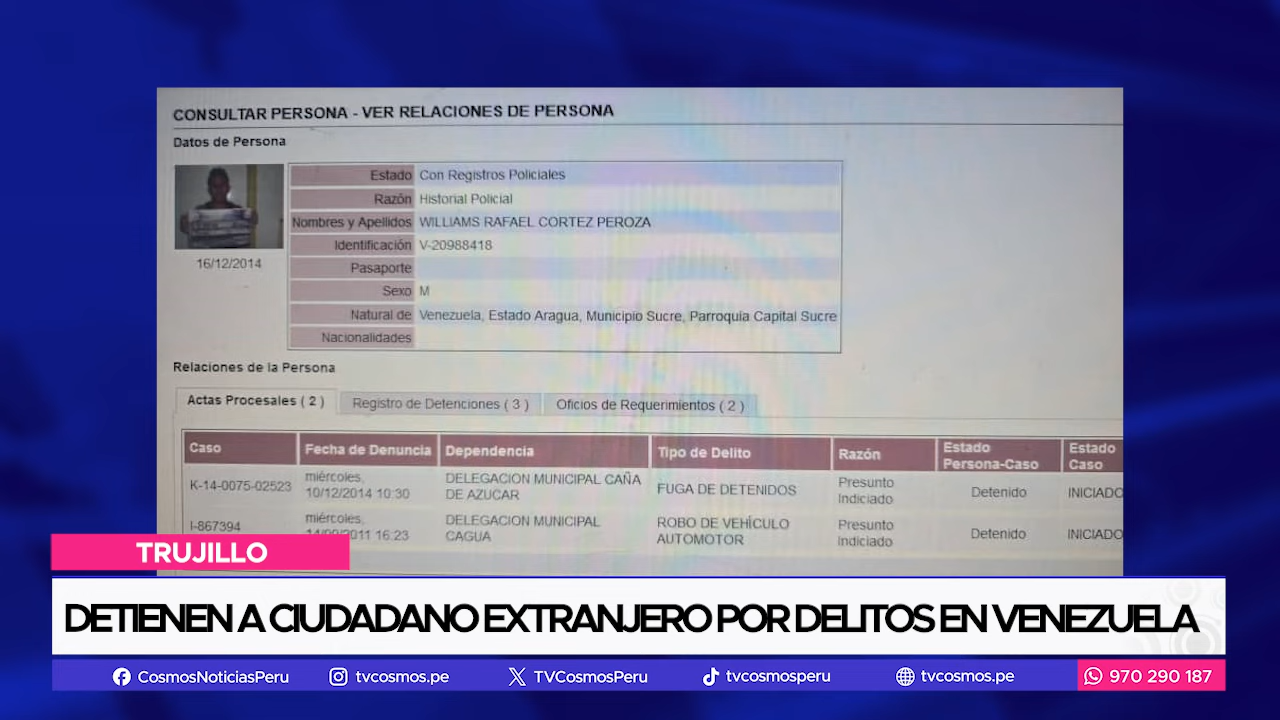 CONSULTAR PERSONA - VER RELACIONES DE PERSONA
Datos de Persona
Estado Con Registros Policiales
Razón Historial Policial
Nombres y Apellidos WILLIAMS RAFAEL CORTEZ PEROZA
Identificación V-20988418
16/12/2014
Pasaporte
Sexo M
Natural de Venezuela, Estado Aragua, Municipio Sucre, Parroquia Capital Sucre
Nacionalidades
Relaciones de la Persona
Actas Procesales ( 2 ) Registro de Detenciones ( 3 ) Oficios de Requerimientos ( 2 )
Caso Fecha de Denuncia Dependencia Tipo de Delito Razón Estado Persona-Caso Estado Caso
K-14-0075-02523 miércoles, 10/12/2014 10:30 DELEGACION MUNICIPAL CAÑA DE AZUCAR FUGA DE DETENIDOS Presunto Indiciado Detenido INICIADO
I-867394 miércoles, 2011 16:23 DELEGACION MUNICIPAL CAGUA ROBO DE VEHÍCULO AUTOMOTOR Presunto Indiciado Detenido INICIADO
TRUJILLO
DETIENEN A CIUDADANO EXTRANJERO POR DELITOS EN VENEZUELA
CosmosNoticiasPeru tvcosmos.pe TVCosmosPeru tvcosmosperu tvcosmos.pe 970 290 187